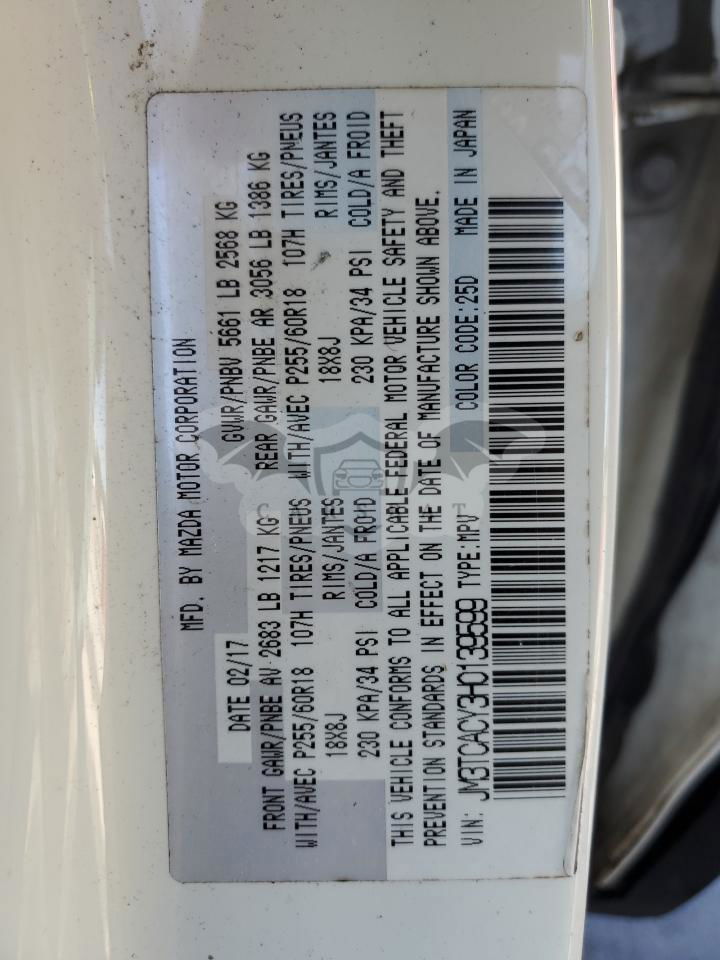 MFD. BY MAZDA MOTOR CORPORATION
DATE 02/17 GVWR/PNBV 5661 LB 2568 KG
FRONT GAWR/PNBE AV 2683 LB 1217 KG REAR GAWR/PNBE AR 3056 LB 1386 KG
WITH/AVEC P255/60R18 107H TIRES/PNEUS WITH/AVEC P255/60R18 107H TIRES/PNEUS
18X8J RIMS/JANTES 18X8J RIMS/JANTES
230 KPA/34 PSI COLD/A FROID 230 KPA/34 PSI COLD/A FROID
THIS VEHICLE CONFORMS TO ALL APPLICABLE FEDERAL MOTOR VEHICLE SAFETY AND THEFT
PREVENTION STANDARDS IN EFFECT ON THE DATE OF MANUFACTURE SHOWN ABOVE.
VIN: JM3TCACY3H0139599 TYPE:MPV COLOR CODE:25D MADE IN JAPAN